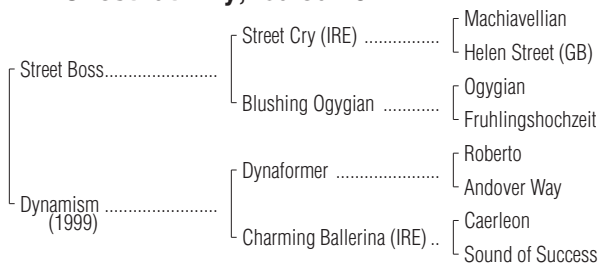 Machiavellian
Street Cry (IRE) ................
Helen Street (GB)
Street Boss........................
Ogygian
Blushing Ogygian ............
Fruhlingshochzeit
Roberto
Dynaformer ......................
Andover Way
Dynamism ........................
(1999)
Caerleon
Charming Ballerina (IRE) ..
Sound of Success